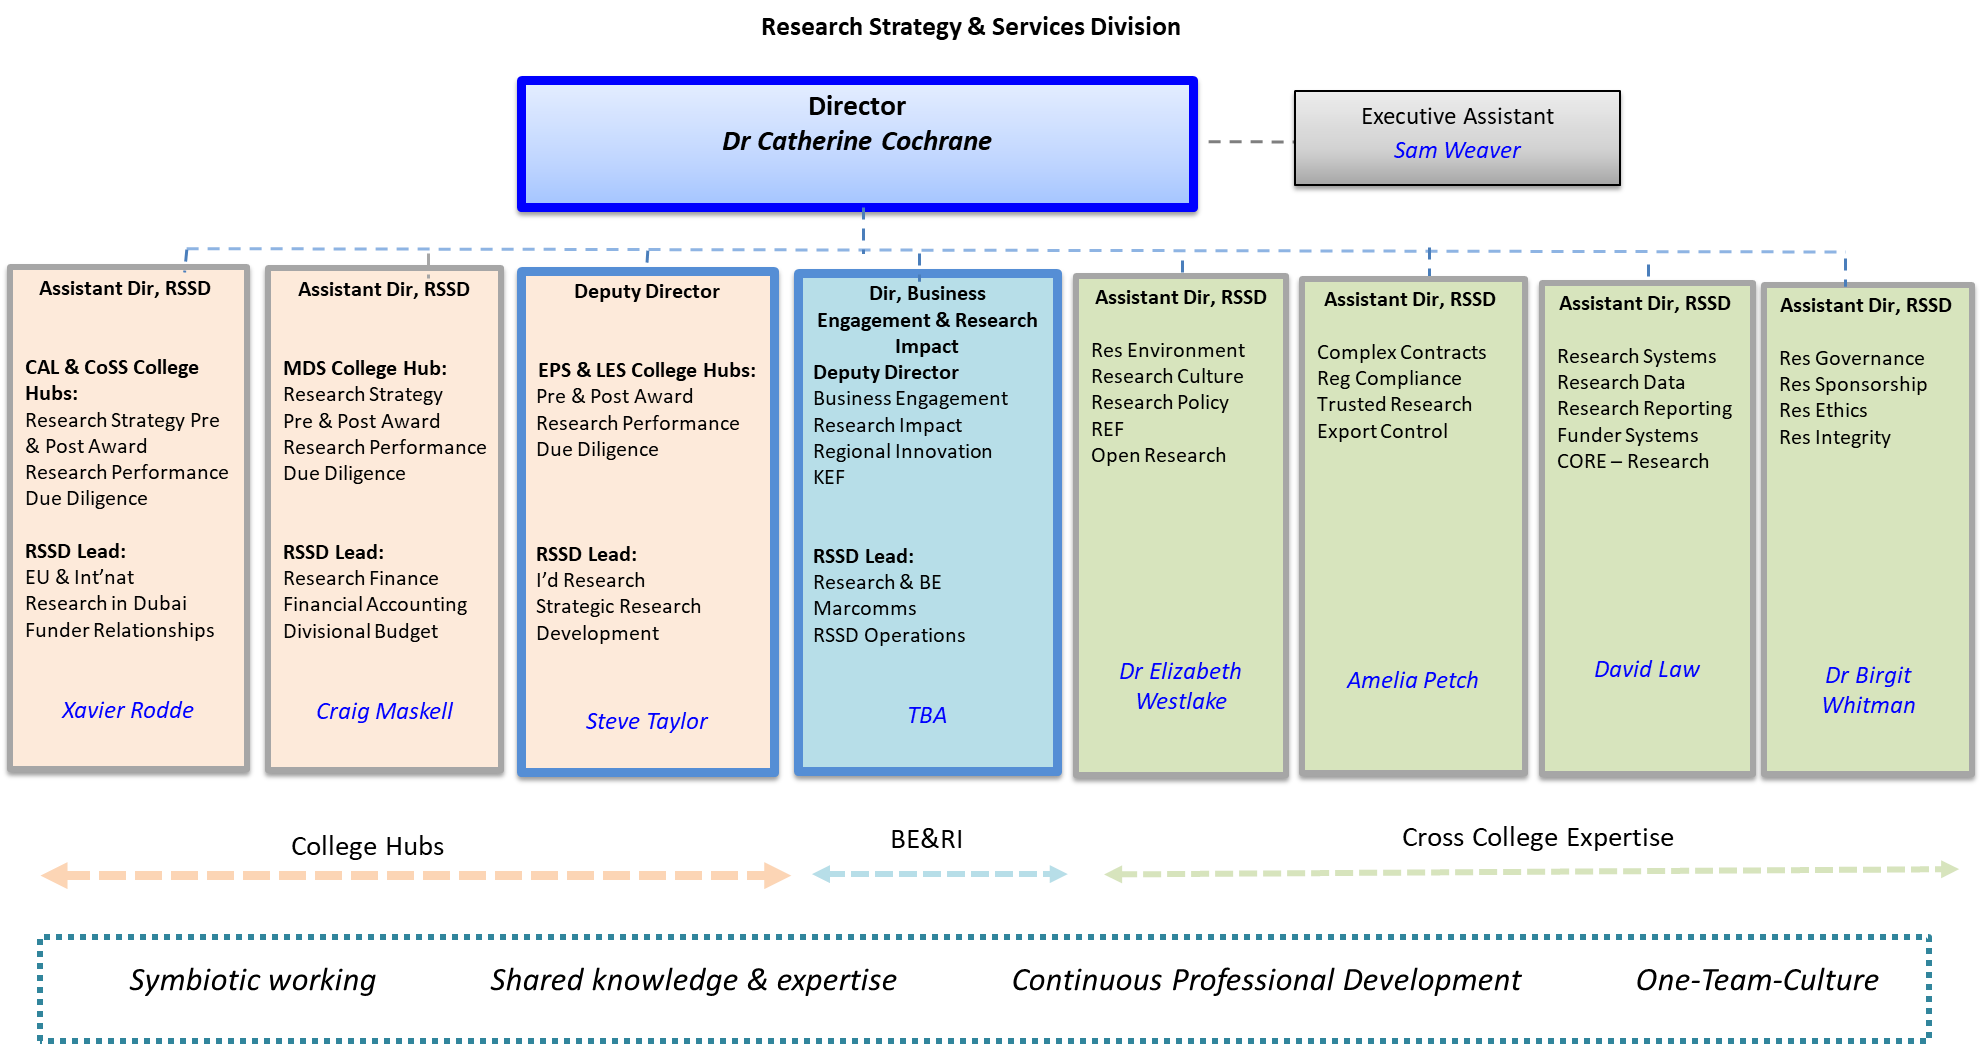 Research Strategy & Services Division
Director
Dr Catherine Cochrane
Executive Assistant
Sam Weaver
Assistant Dir, RSSD
CAL & CoSS College
Hubs:
Research Strategy Pre
& Post Award
Research Performance
Due Diligence
RSSD Lead:
EU & Int’nat
Research in Dubai
Funder Relationships
Xavier Rodde
Assistant Dir, RSSD
MDS College Hub:
Research Strategy
Pre & Post Award
Research Performance
Due Diligence
RSSD Lead:
Research Finance
Financial Accounting
Divisional Budget
Craig Maskell
Deputy Director
EPS & LES College Hubs:
Pre & Post Award
Research Performance
Due Diligence
RSSD Lead:
I’d Research
Strategic Research
Development
Steve Taylor
Dir, Business
Engagement & Research
Impact
Deputy Director
Business Engagement
Research Impact
Regional Innovation
KEF
RSSD Lead:
Research & BE
Marcomms
RSSD Operations
TBA
Assistant Dir, RSSD
Res Environment
Research Culture
Research Policy
REF
Open Research
Dr Elizabeth
Westlake
Assistant Dir, RSSD
Complex Contracts
Reg Compliance
Trusted Research
Export Control
Amelia Petch
Assistant Dir, RSSD
Research Systems
Research Data
Research Reporting
Funder Systems
CORE – Research
David Law
Assistant Dir, RSSD
Res Governance
Res Sponsorship
Res Ethics
Res Integrity
Dr Birgit
Whitman
College Hubs
BE&RI
Cross College Expertise
Symbiotic working
Shared knowledge & expertise
Continuous Professional Development
One-Team-Culture